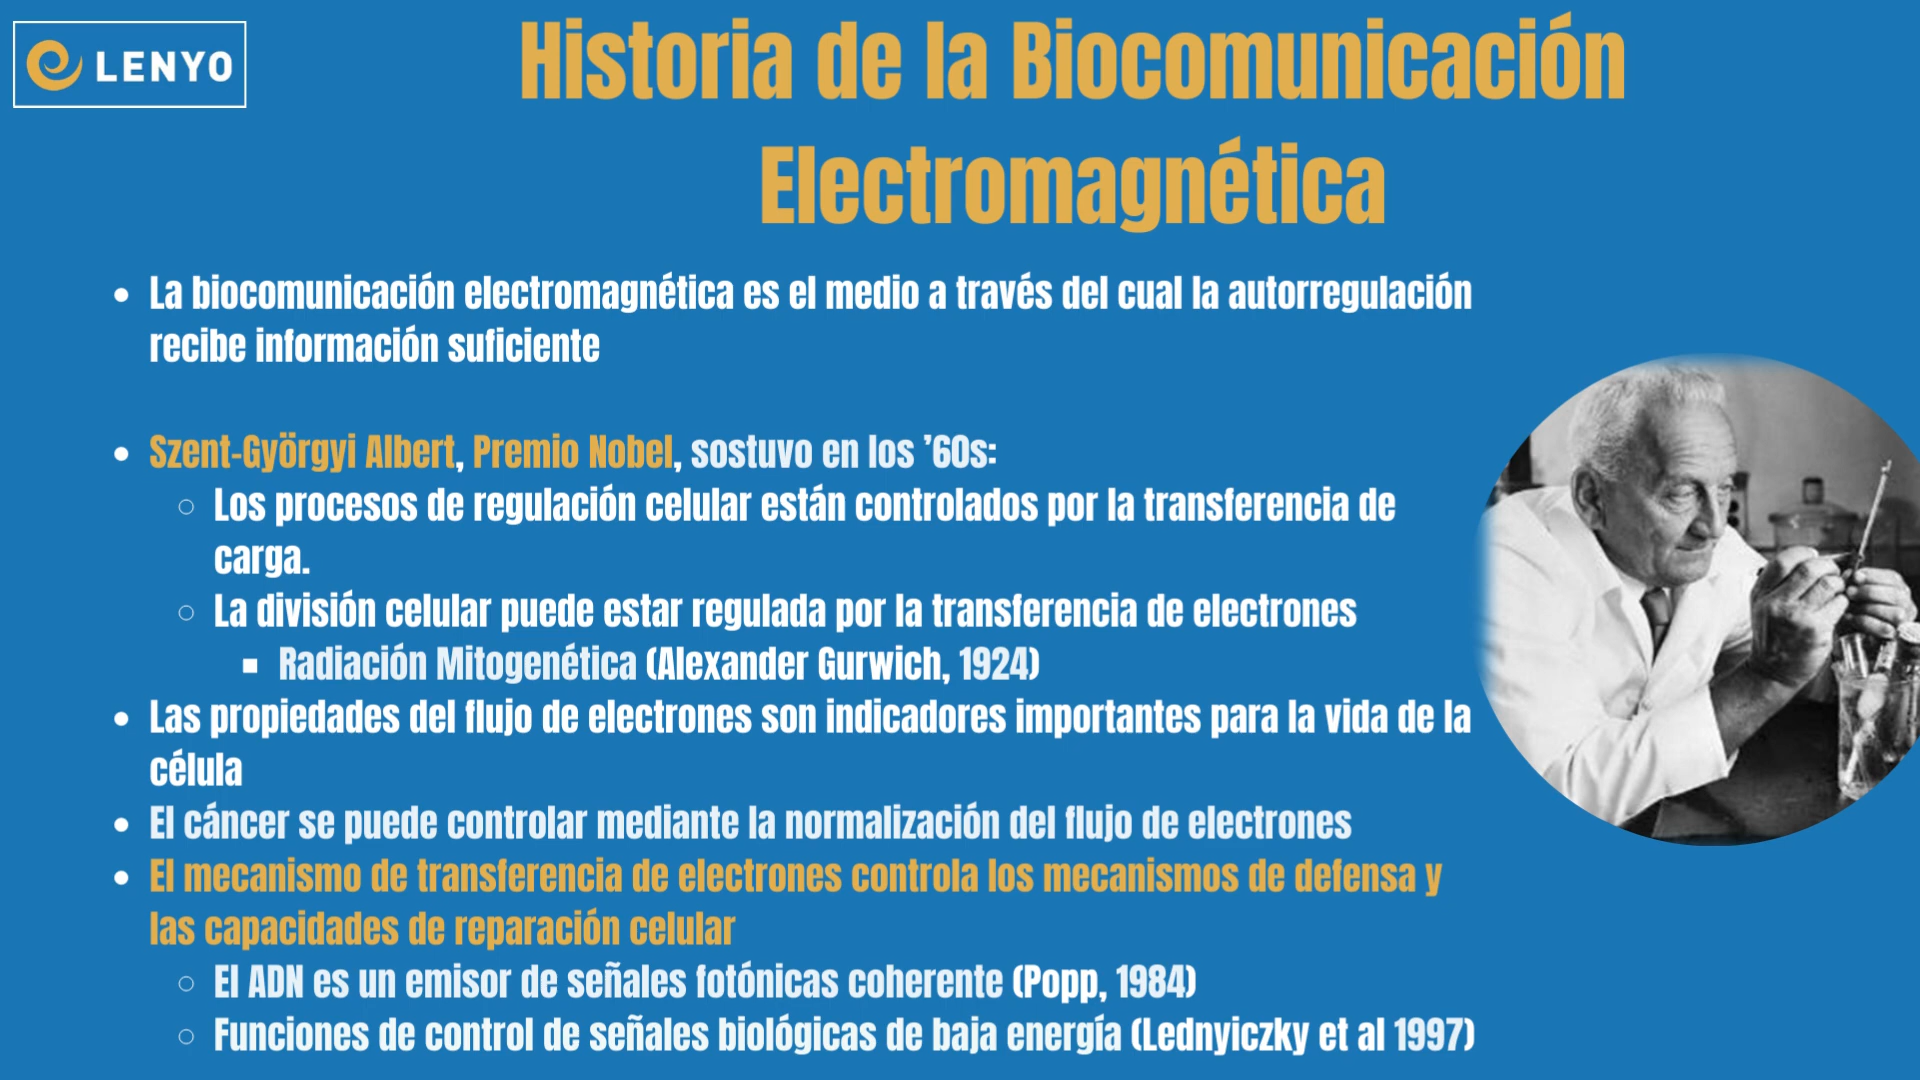 LENYO
Historia de la Biocomunicación
Electromagnética
• La biocomunicación electromagnética es el medio a través del cual la autorregulación
recibe información suficiente
• Szent-Györgyi Albert, Premio Nobel, sostuvo en los ’60s:
○ Los procesos de regulación celular están controlados por la transferencia de
carga.
○ La división celular puede estar regulada por la transferencia de electrones
▪ Radiación Mitogenética (Alexander Gurwich, 1924)
• Las propiedades del flujo de electrones son indicadores importantes para la vida de la
célula
• El cáncer se puede controlar mediante la normalización del flujo de electrones
• El mecanismo de transferencia de electrones controla los mecanismos de defensa y
las capacidades de reparación celular
○ El ADN es un emisor de señales fotónicas coherente (Popp, 1984)
○ Funciones de control de señales biológicas de baja energía (Lednyiczky et al 1997)